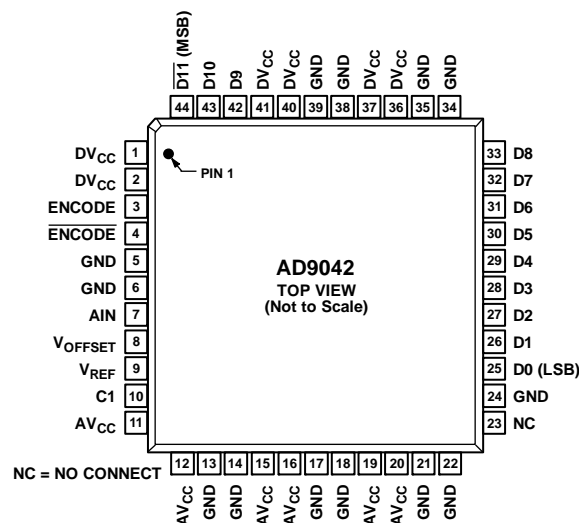 D11 (MSB)
D10
D9
DVCC
DVCC
GND
GND
DVCC
DVCC
GND
GND
44 43 42 41 40 39 38 37 36 35 34
DVCC 1
DVCC 2
ENCODE 3
ENCODE 4
GND 5
GND 6
AIN 7
VOFFSET 8
VREF 9
C1 10
AVCC 11
PIN 1
AD9042
TOP VIEW
(Not to Scale)
33 D8
32 D7
31 D6
30 D5
29 D4
28 D3
27 D2
26 D1
25 D0 (LSB)
24 GND
23 NC
NC = NO CONNECT
12 13 14 15 16 17 18 19 20 21 22
AVCC
GND
GND
AVCC
AVCC
GND
GND
AVCC
AVCC
GND
GND